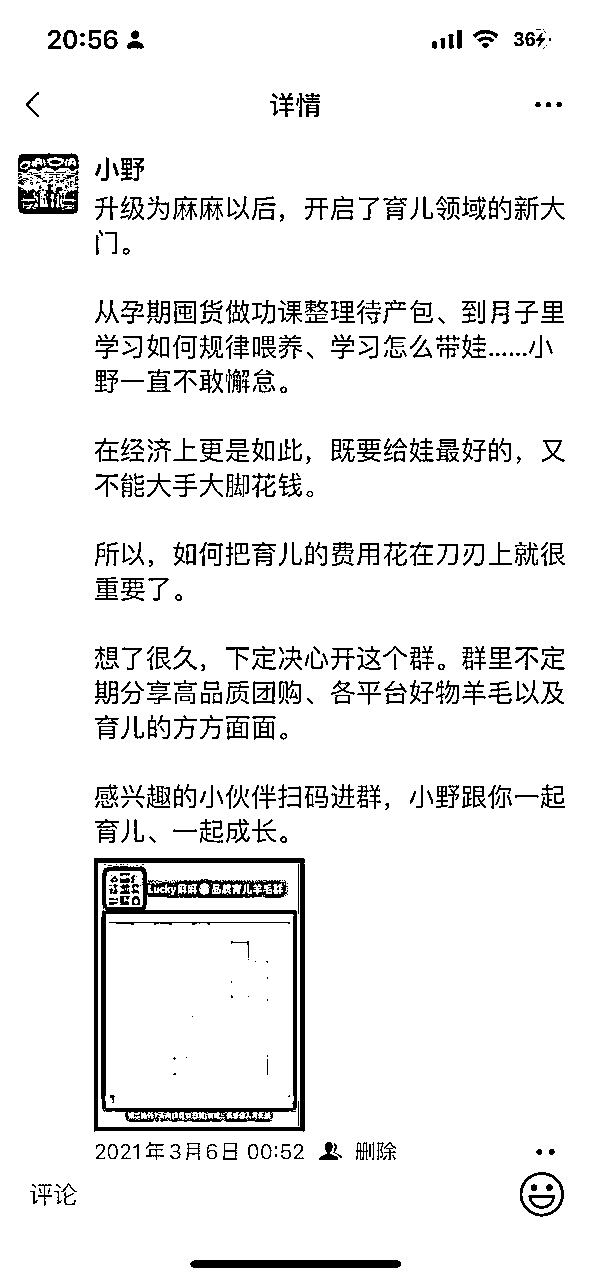 20:56
36
详情
小野
升级为麻麻以后，开启了育儿领域的新大
门。
从孕期囤货做功课整理待产包、到月子里
学习如何规律喂养、学习怎么带娃……小
野一直不敢懈怠。
在经济上更是如此，既要给娃最好的，又
不能大手大脚花钱。
所以，如何把育儿的费用花在刀刃上就很
重要了。
想了很久，下定决心开这个群。群里不定
期分享高品质团购、各平台好物羊毛以及
育儿的方方面面。
感兴趣的小伙伴扫码进群，小野跟你一起
育儿、一起成长。
Lucky麻麻 品质育儿羊毛群
2021年3月6日 00:52 删除
评论